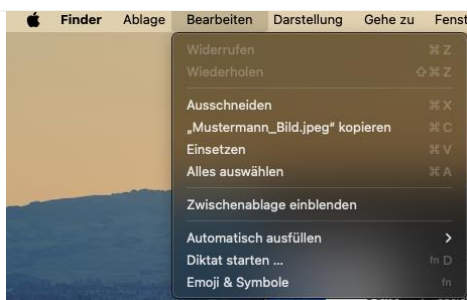 Finder Ablage Bearbeiten Darstellung Gehe zu Fenst
Widerrufen ⌘ Z
Wiederholen ⇧ ⌘ Z
Ausschneiden ⌘ X
„Mustermann_Bild.jpeg“ kopieren ⌘ C
Einsetzen ⌘ V
Alles auswählen ⌘ A
Zwischenablage einblenden
Automatisch ausfüllen >
Diktat starten ... fn D
Emoji & Symbole fn